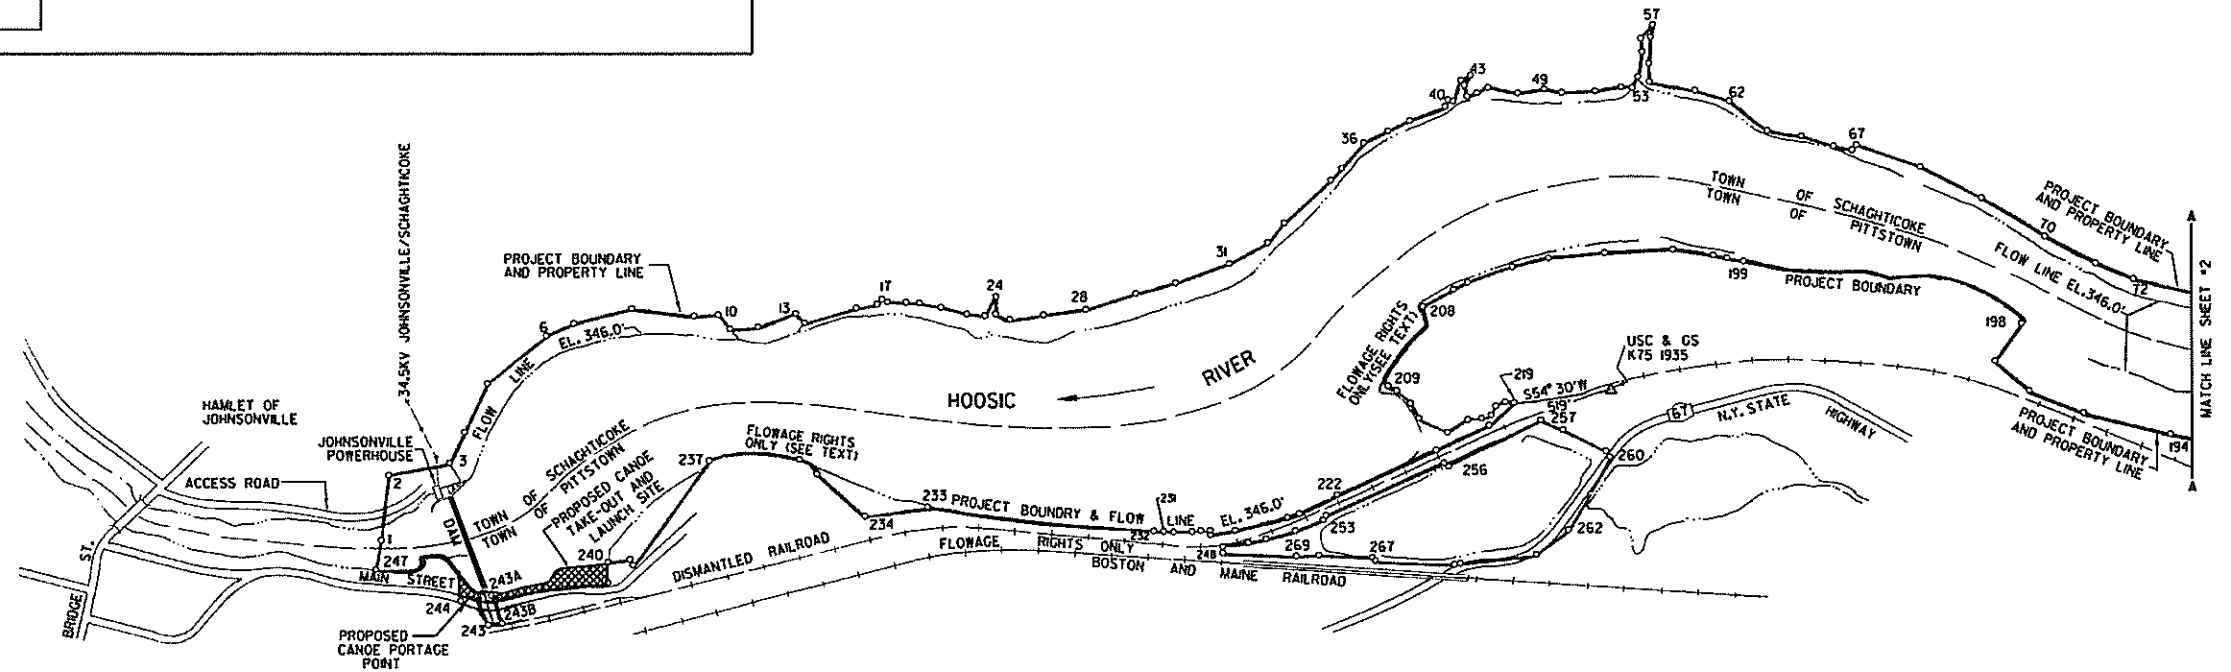 57
43
49
40
53
62
36
67
34.5KV JOHNSONVILLE/SCHAGHTICOKE
TOWN OF SCHAGHTICOKE
TOWN OF PITTSTOWN
PROJECT BOUNDARY
AND PROPERTY LINE
70
A
PROJECT BOUNDARY
AND PROPERTY LINE
31
24
17
28
FLOW LINE EL.346.0'
72
MATCH LINE SHEET #2
199
PROJECT BOUNDARY
10
13
6
EL. 346.0'
FLOW LINE
208
198
FLOWAGE RIGHTS
ONLY(SEE TEXT)
USC & GS
K75 1935
RIVER
209
219
S54° 30'W
519'
HOOSIC
N.Y. STATE
67
HIGHWAY
HAMLET OF
JOHNSONVILLE
257
PROJECT BOUNDARY
AND PROPERTY LINE
194
JOHNSONVILLE
POWERHOUSE
3
FLOWAGE RIGHTS
ONLY (SEE TEXT)
TOWN OF SCHAGHTICOKE
TOWN OF PITTSTOWN
237
260
256
2
ACCESS ROAD
PROPOSED CANOE
TAKE-OUT AND
LAUNCH SITE
A
222
233 PROJECT BOUNDRY & FLOW LINE EL. 346.0'
231
DAM
234
232
253
262
1
240
DISMANTLED RAILROAD
FLOWAGE RIGHTS ONLY
248
269
267
247
BOSTON AND MAINE RAILROAD
MAIN STREET
243A
244
243B
243
BRIDGE ST.
PROPOSED
CANOE PORTAGE
POINT